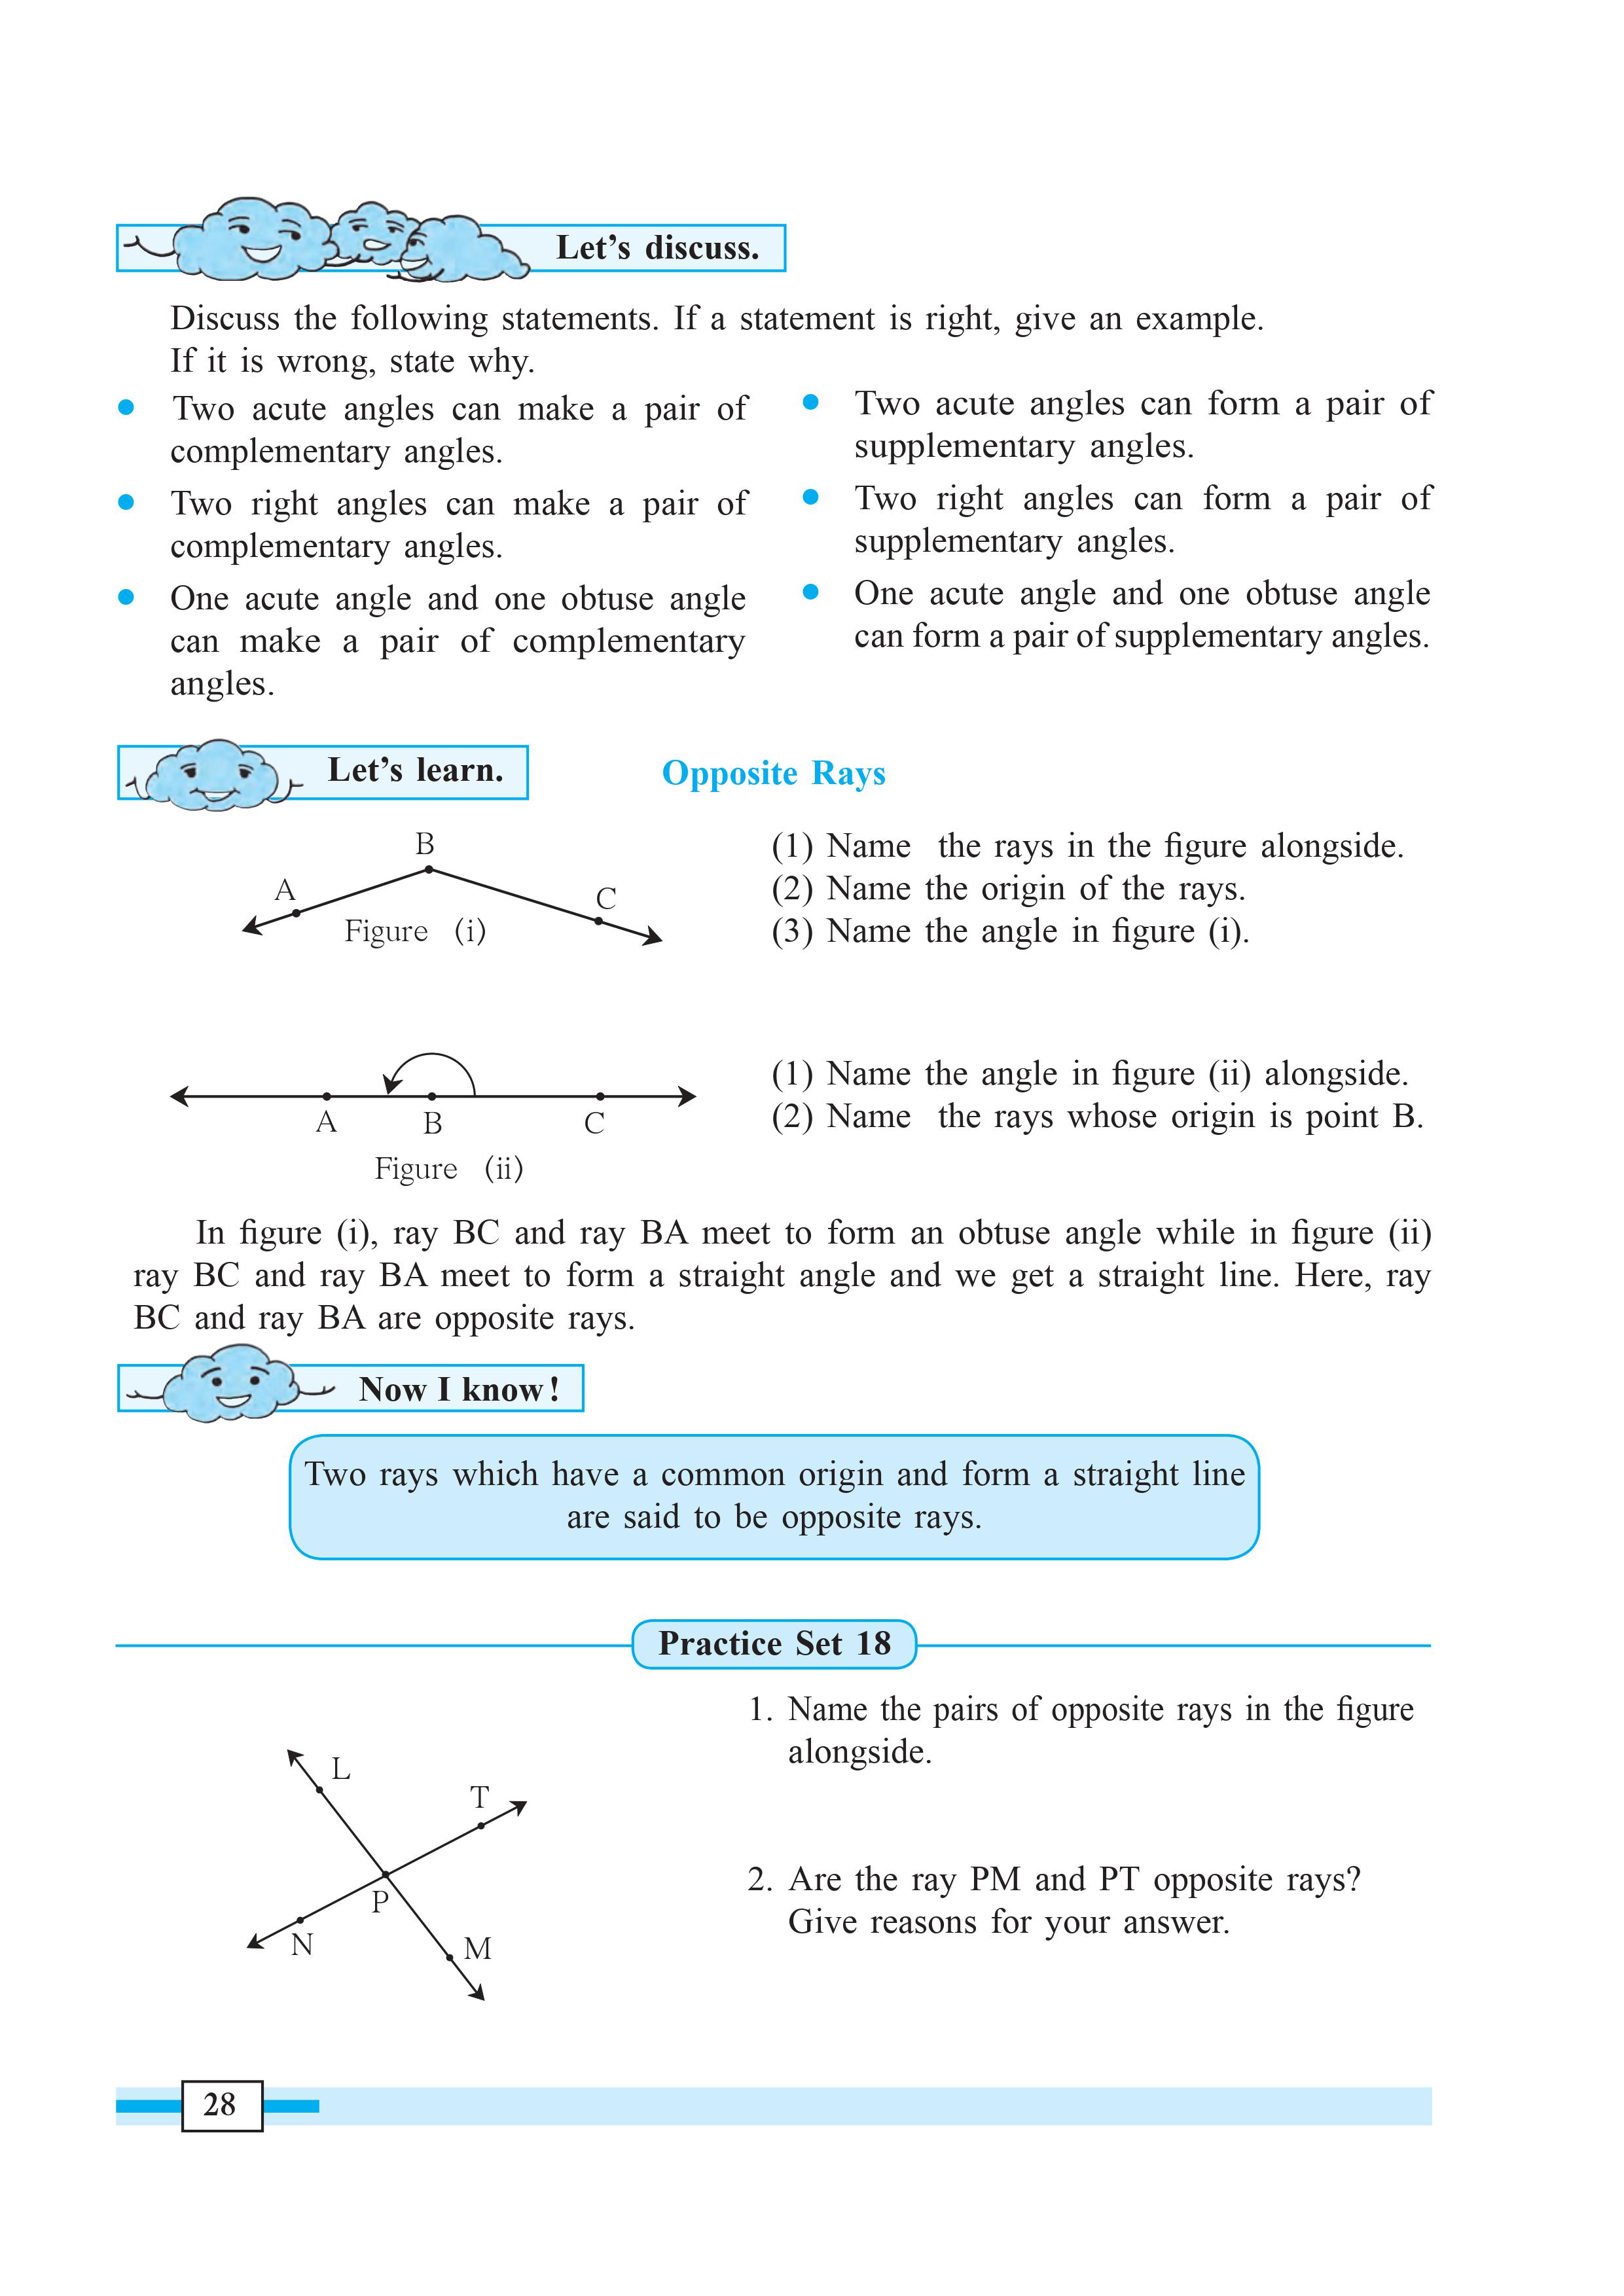 Let’s discuss.
Discuss the following statements. If a statement is right, give an example.
If it is wrong, state why.
• Two acute angles can make a pair of
complementary angles.
• Two right angles can make a pair of
complementary angles.
• One acute angle and one obtuse angle
can make a pair of complementary
angles.
• Two acute angles can form a pair of
supplementary angles.
• Two right angles can form a pair of
supplementary angles.
• One acute angle and one obtuse angle
can form a pair of supplementary angles.
Let’s learn.
Opposite Rays
B
A
C
Figure (i)
(1) Name the rays in the figure alongside.
(2) Name the origin of the rays.
(3) Name the angle in figure (i).
A B C
Figure (ii)
(1) Name the angle in figure (ii) alongside.
(2) Name the rays whose origin is point B.
In figure (i), ray BC and ray BA meet to form an obtuse angle while in figure (ii)
ray BC and ray BA meet to form a straight angle and we get a straight line. Here, ray
BC and ray BA are opposite rays.
Now I know!
Two rays which have a common origin and form a straight line
are said to be opposite rays.
Practice Set 18
L
T
P
N
M
1. Name the pairs of opposite rays in the figure
alongside.
2. Are the ray PM and PT opposite rays?
Give reasons for your answer.
28